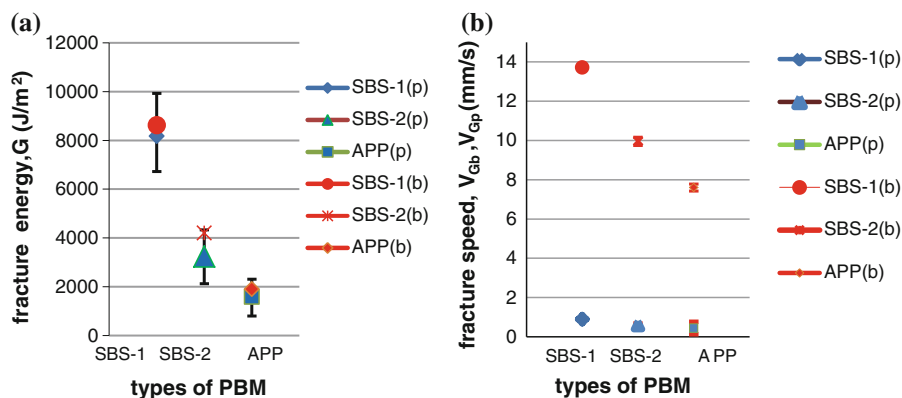 (a)
fracture energy,G (J/m²)
12000
10000
8000
6000
4000
2000
0
SBS-1 SBS-2 APP
types of PBM
SBS-1(p)
SBS-2(p)
APP(p)
SBS-1(b)
SBS-2(b)
APP(b)
(b)
fracture speed, V_Gb ,V_Gp (mm/s)
14
12
10
8
6
4
2
0
SBS-1 SBS-2 A PP
types of PBM
SBS-1(p)
SBS-2(p)
APP(p)
SBS-1(b)
SBS-2(b)
APP(b)